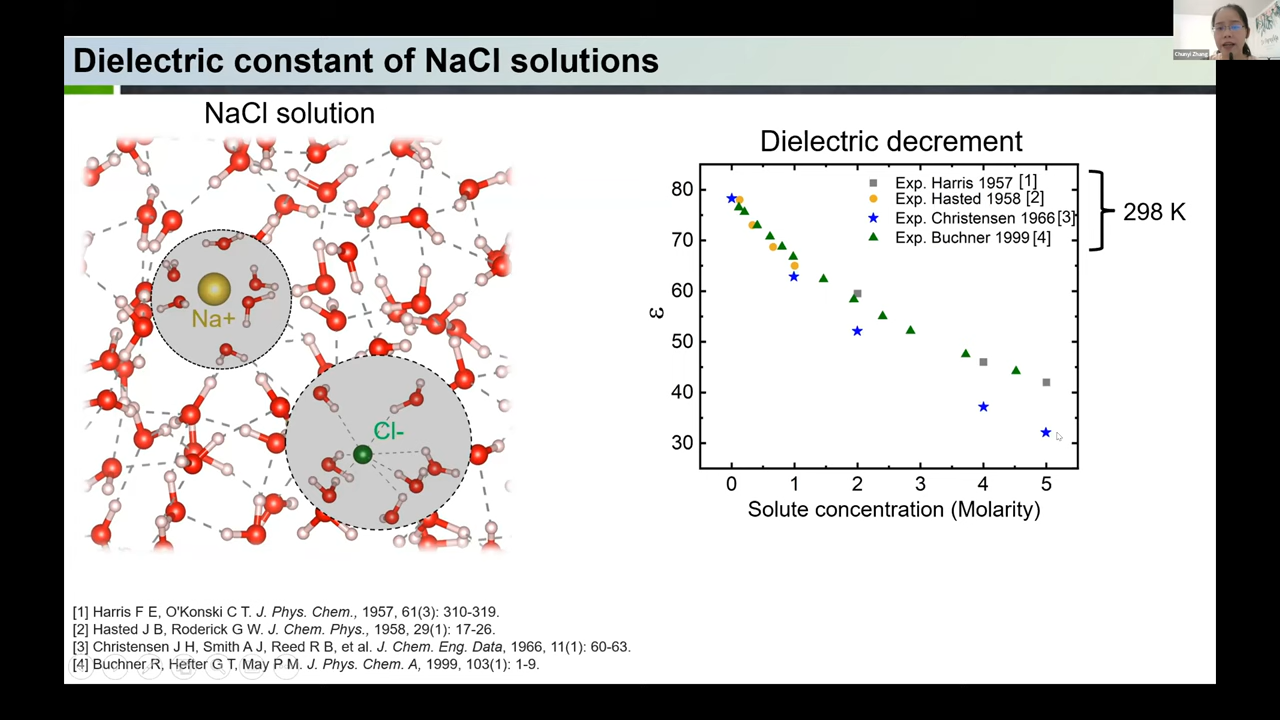 Chunyi Zhang
Dielectric constant of NaCl solutions
NaCl solution
Na+
Cl-
Dielectric decrement
Exp. Harris 1957 [1]
Exp. Hasted 1958 [2]
Exp. Christensen 1966 [3]
Exp. Buchner 1999 [4]
298 K
80
70
60
50
40
30
ε
0 1 2 3 4 5
Solute concentration (Molarity)
[1] Harris F E, O'Konski C T. J. Phys. Chem., 1957, 61(3): 310-319.
[2] Hasted J B, Roderick G W. J. Chem. Phys., 1958, 29(1): 17-26.
[3] Christensen J H, Smith A J, Reed R B, et al. J. Chem. Eng. Data, 1966, 11(1): 60-63.
[4] Buchner R, Hefter G T, May P M. J. Phys. Chem. A, 1999, 103(1): 1-9.